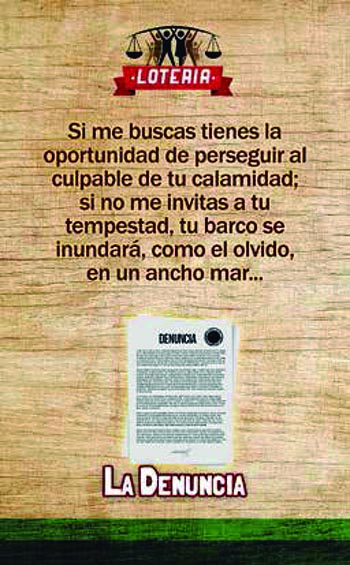 LOTERIA
Si me buscas tienes la
oportunidad de perseguir al
culpable de tu calamidad;
si no me invitas a tu
tempestad, tu barco se
inundará, como el olvido,
en un ancho mar...
DENUNCIA
LA DENUNCIA